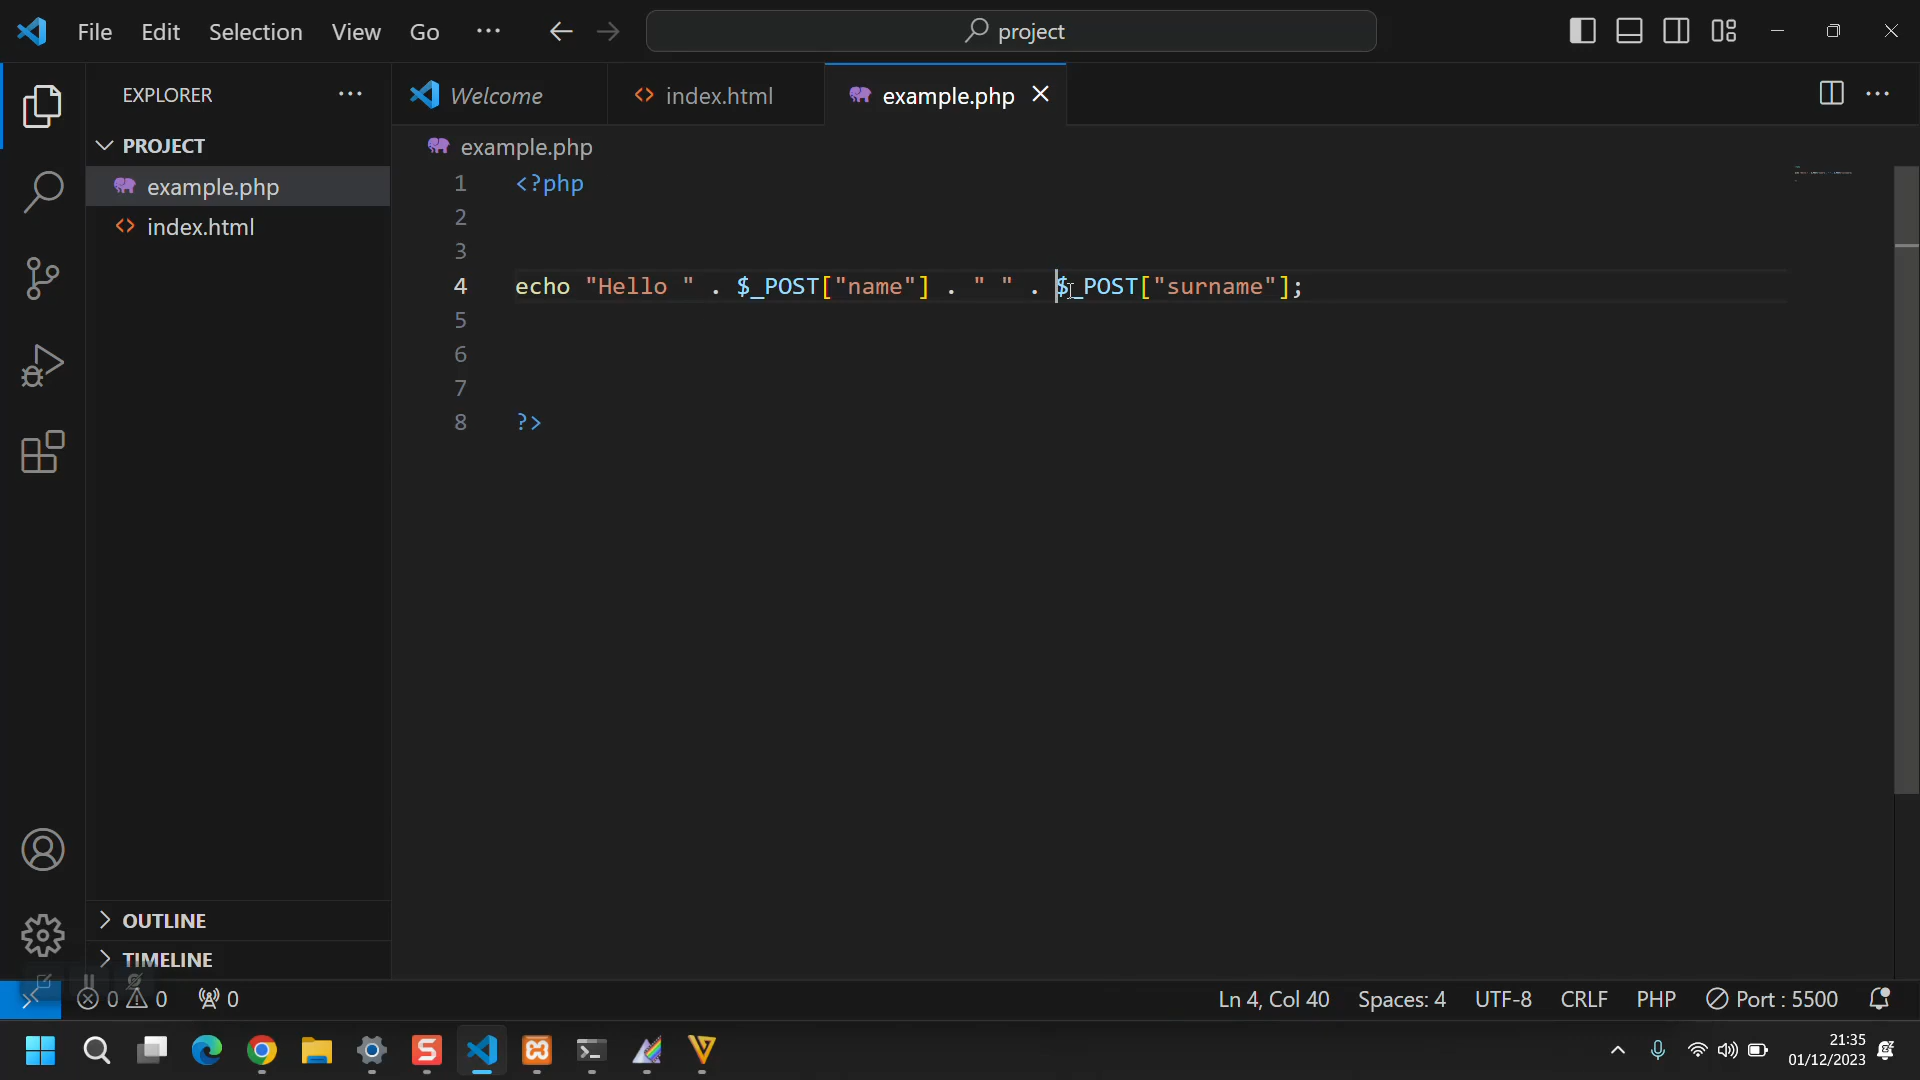 File Edit Selection View Go ··· project
EXPLORER ···
PROJECT
example.php
index.html
OUTLINE
TIMELINE
Welcome index.html example.php
example.php
1 <?php
2
3
4 echo "Hello " . $_POST["name"] . " " . $_POST["surname"];
5
6
7
8 ?>
0 0 0 Ln 4, Col 40 Spaces: 4 UTF-8 CRLF PHP Port : 5500
21:35
01/12/2023